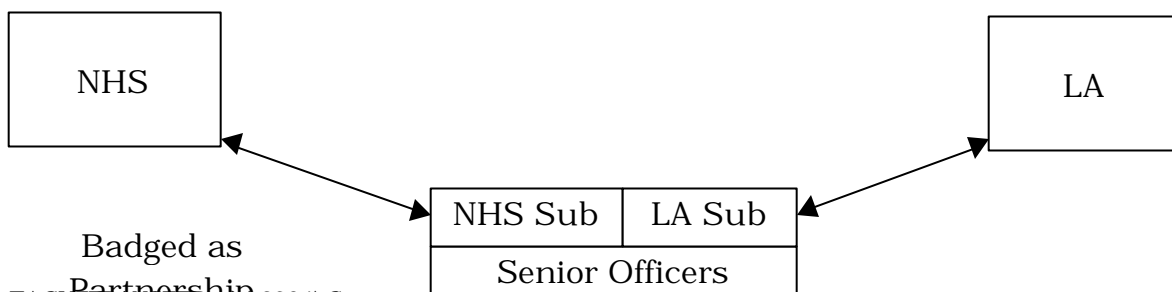 NHS
LA
NHS Sub LA Sub
Badged as
Senior Officers
Partnership